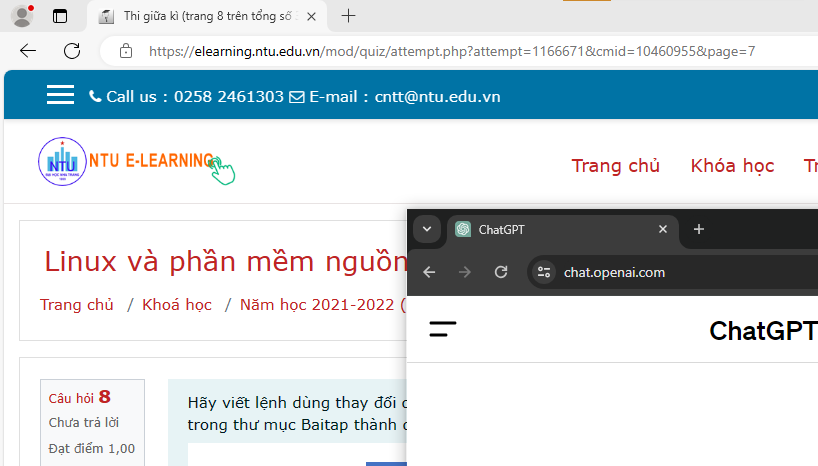 Thi giữa kì (trang 8 trên tổng số
https://elearning.ntu.edu.vn/mod/quiz/attempt.php?attempt=1166671&cmid=10460955&page=7
Call us : 0258 2461303 E-mail : cntt@ntu.edu.vn
NTU
NTU E-LEARNING
Trang chủ Khóa học
ChatGPT
chat.openai.com
ChatGPT
Linux và phần mềm nguồn
Trang chủ / Khoá học / Năm học 2021-2022 (
Câu hỏi 8
Chưa trả lời
Đạt điểm 1,00
Hãy viết lệnh dùng thay đổi
trong thư mục Baitap thành